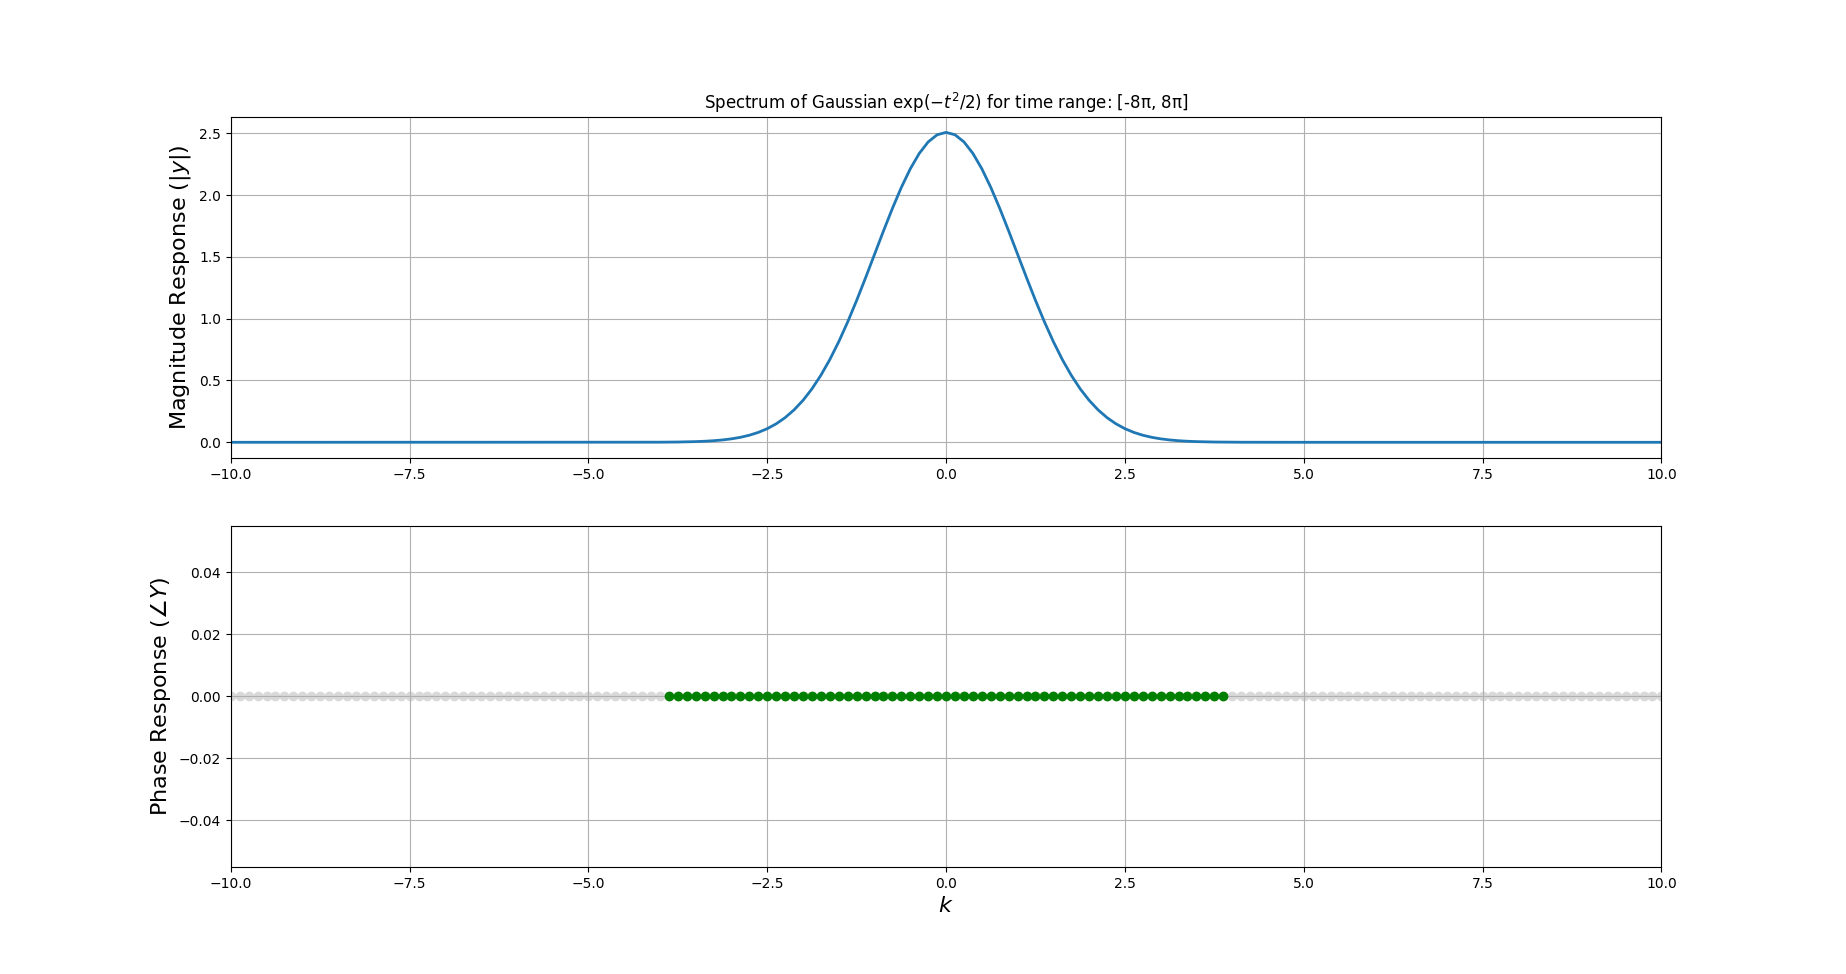 Spectrum of Gaussian exp(−t²/2) for time range: [-8π, 8π]
Magnitude Response (|y|)
2.5
2.0
1.5
1.0
0.5
0.0
−10.0 −7.5 −5.0 −2.5 0.0 2.5 5.0 7.5 10.0
Phase Response (∠Y)
0.04
0.02
0.00
−0.02
−0.04
−10.0 −7.5 −5.0 −2.5 0.0 2.5 5.0 7.5 10.0
k